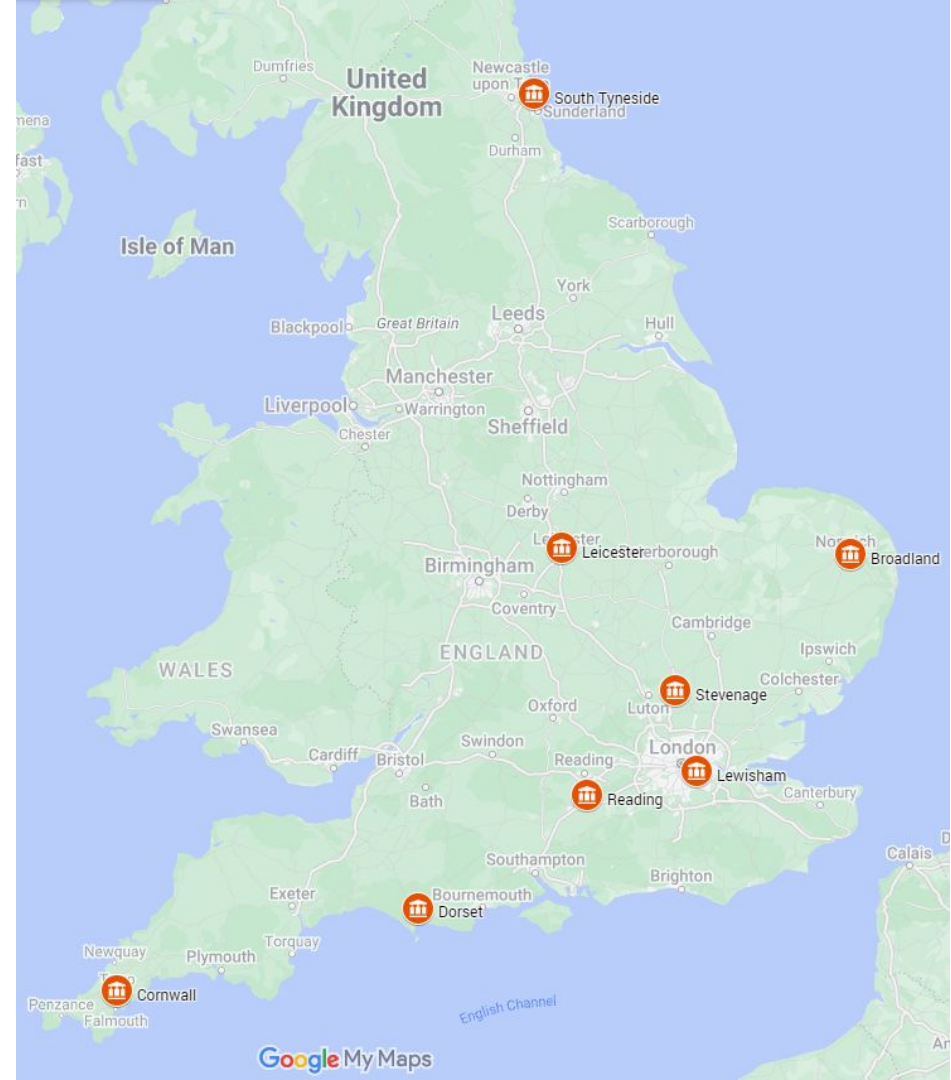 Dumfries
United
Kingdom
Newcastle
upon
South Tyneside
Sunderland
Durham
mena
fast
rn
Isle of Man
Scarborough
York
Leeds
Hull
Blackpool
Great Britain
Manchester
Liverpool
Warrington
Sheffield
Chester
Nottingham
Derby
Leicester
erborough
Broadland
Birmingham
Coventry
Cambridge
ENGLAND
Ipswich
WALES
Colchester
Stevenage
Oxford
Luton
Swansea
Swindon
London
Cardiff
Bristol
Reading
Lewisham
Canterbury
Bath
Reading
Southampton
Calais
D
Brighton
Exeter
Bournemouth
Dorset
Torquay
Newquay
Plymouth
Cornwall
Penzance
Falmouth
English Channel
An
Google My Maps